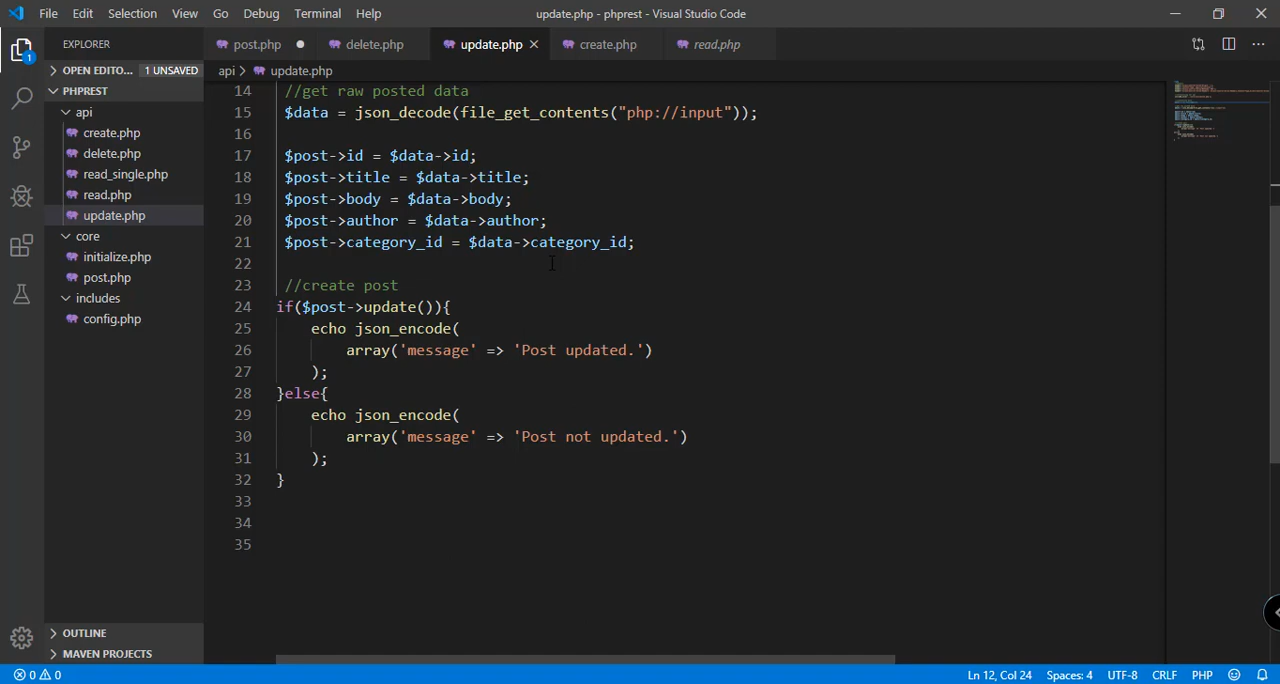 File Edit Selection View Go Debug Terminal Help update.php - phprest - Visual Studio Code
EXPLORER
post.php delete.php update.php create.php read.php
1
OPEN EDITO... 1 UNSAVED
api > update.php
PHPREST
api
create.php
delete.php
read_single.php
read.php
update.php
core
initialize.php
post.php
includes
config.php
OUTLINE
MAVEN PROJECTS
14 //get raw posted data
15 $data = json_decode(file_get_contents("php://input"));
16
17 $post->id = $data->id;
18 $post->title = $data->title;
19 $post->body = $data->body;
20 $post->author = $data->author;
21 $post->category_id = $data->category_id;
22
23 //create post
24 if($post->update()){
25 echo json_encode(
26 array('message' => 'Post updated.')
27 );
28 }else{
29 echo json_encode(
30 array('message' => 'Post not updated.')
31 );
32 }
33
34
35
0 0 Ln 12, Col 24 Spaces: 4 UTF-8 CRLF PHP